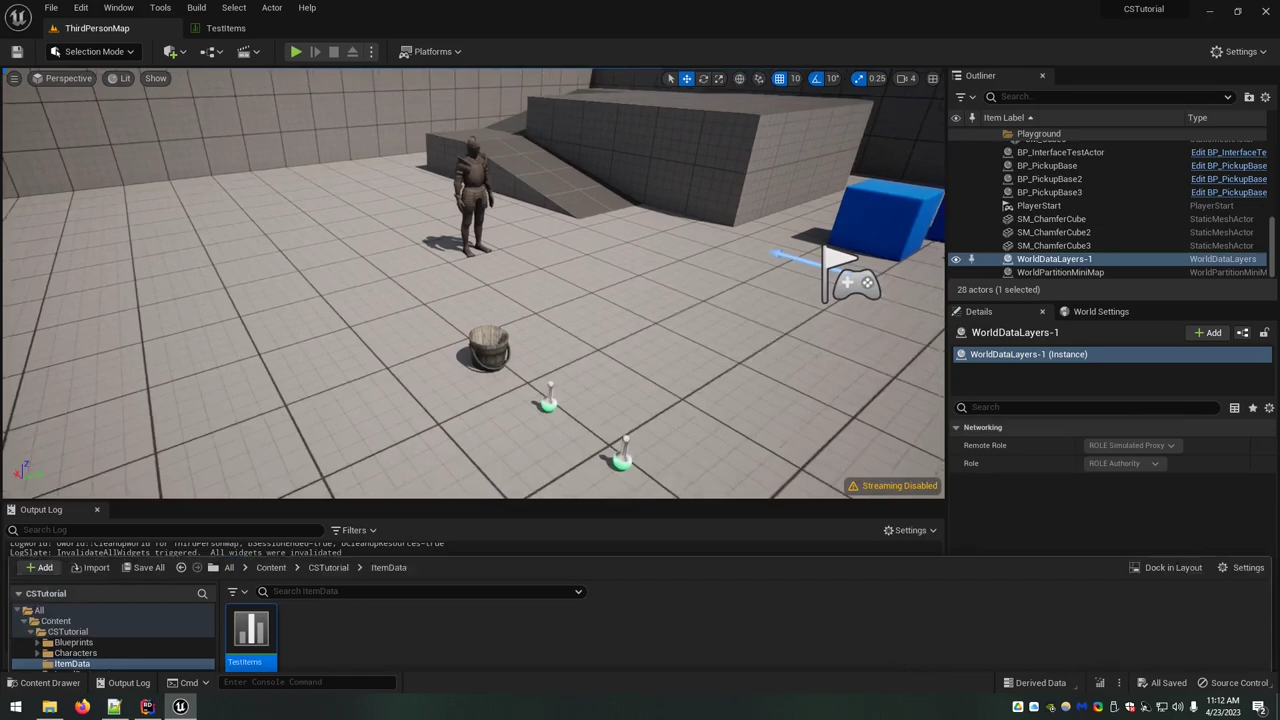 File Edit Window Tools Build Select Actor Help
CSTutorial
ThirdPersonMap
TestItems
Selection Mode
Platforms
Settings
Perspective
Lit
Show
10
10°
0.25
4
Outliner
Search...
Item Label
Type
Playground
BP_InterfaceTestActor Edit BP_InterfaceTe
BP_PickupBase Edit BP_PickupBase
BP_PickupBase2 Edit BP_PickupBase
BP_PickupBase3 Edit BP_PickupBase
PlayerStart PlayerStart
SM_ChamferCube StaticMeshActor
SM_ChamferCube2 StaticMeshActor
SM_ChamferCube3 StaticMeshActor
WorldDataLayers-1 WorldDataLayers
WorldPartitionMiniMap WorldPartitionMiniM
28 actors (1 selected)
Details
World Settings
WorldDataLayers-1
Add
WorldDataLayers-1 (Instance)
Search
Networking
Remote Role ROLE Simulated Proxy
Role ROLE Authority
Streaming Disabled
Output Log
Search Log
Filters
Settings
LogSlate: InvalidateAllWidgets triggered. All widgets were invalidated
Add
Import
Save All
All
Content
CSTutorial
ItemData
Dock in Layout
Settings
CSTutorial
Search ItemData
All
Content
CSTutorial
Blueprints
Characters
ItemData
TestItems
Content Drawer
Output Log
Cmd
Enter Console Command
Derived Data
All Saved
Source Control
11:12 AM
4/23/2023